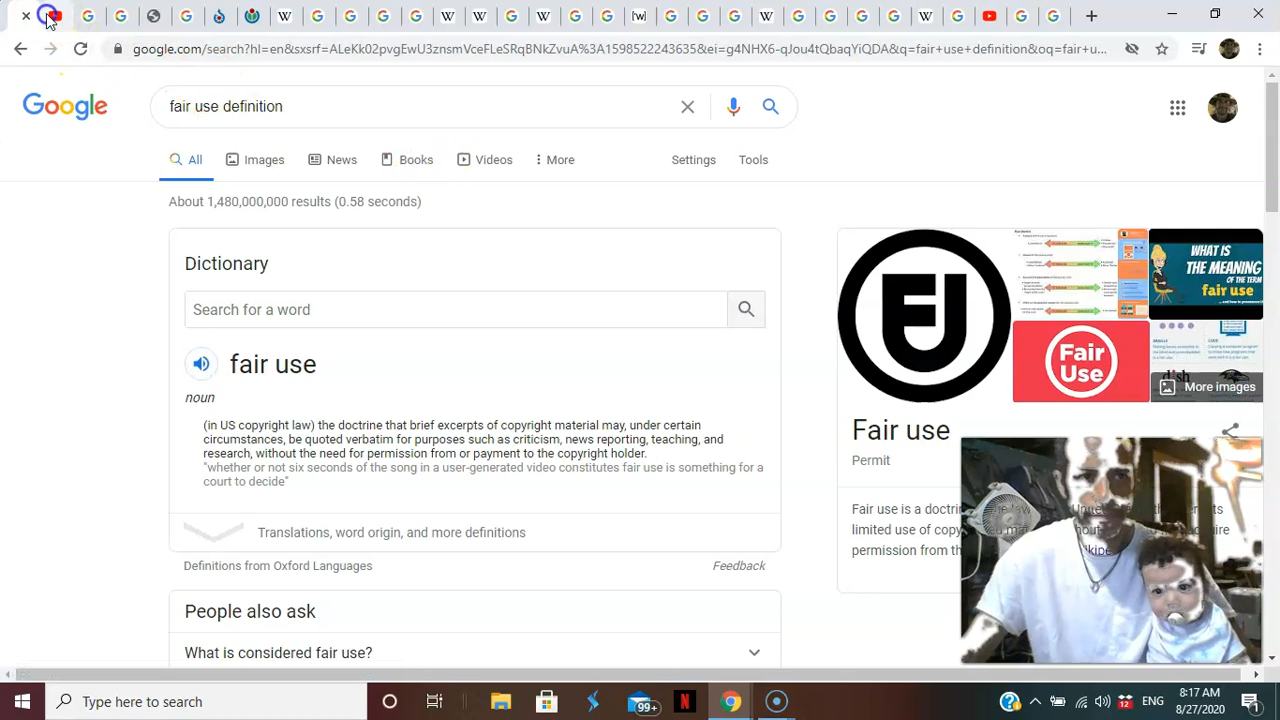 google.com/search?hl=en&sxsrf=ALeKk02pvgEwU3znsmVcerLeSRqBNkZvuA%3A1598522243635&ei=g4NHX6-qJou4tQbaqYiQDA&q=fair+use+definition&oq=fair+u...
Google
fair use definition
All Images News Books Videos More Settings Tools
About 1,480,000,000 results (0.58 seconds)
Dictionary
Search for a word
fair use
noun
(in US copyright law) the doctrine that brief excerpts of copyright material may, under certain
circumstances, be quoted verbatim for purposes such as criticism, news reporting, teaching, and
research, without the need for permission from or payment to the copyright holder.
"whether or not six seconds of the song in a user-generated video constitutes fair use is something for a
court to decide"
Translations, word origin, and more definitions
Definitions from Oxford Languages Feedback
People also ask
What is considered fair use?
WHAT IS
THE MEANING
OF THE TERM
fair use
Fair
Use
dish
More images
Fair use
Permit
Fair use is a
limited use of
permission from
Type here to search
99+
12
ENG
8:17 AM
8/27/2020
1